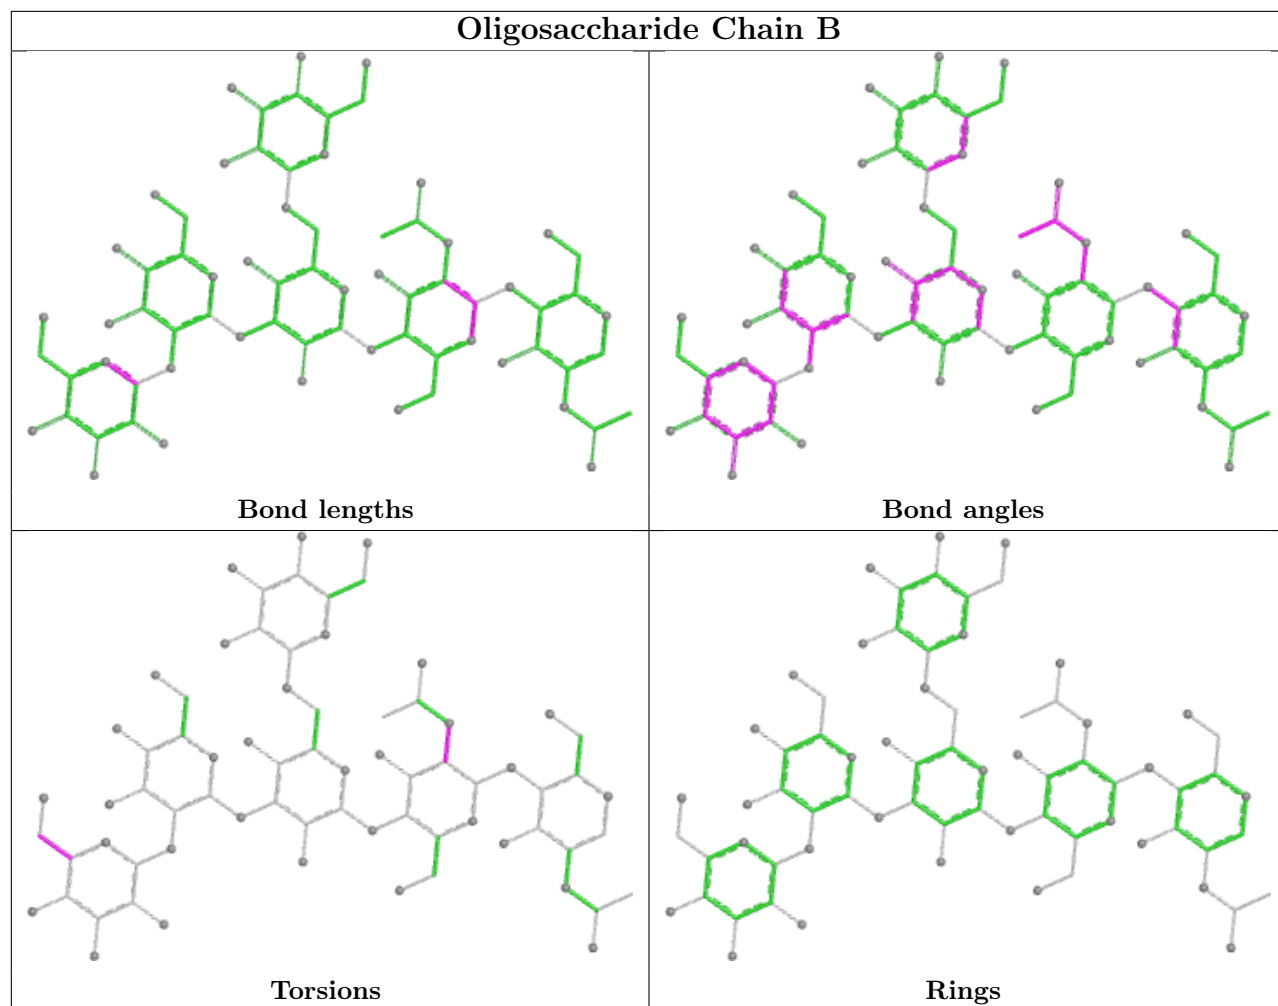 Oligosaccharide Chain B
Bond lengths
Bond angles
Torsions
Rings